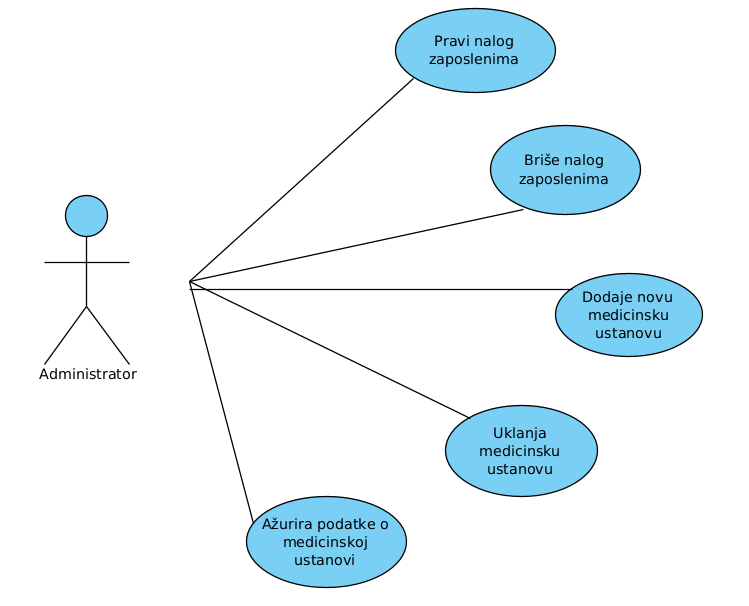 Pravi nalog
zaposlenima
Briše nalog
zaposlenima
Dodaje novu
medicinsku
ustanovu
Administrator
Uklanja
medicinsku
ustanovu
Ažurira podatke o
medicinskoj
ustanovi